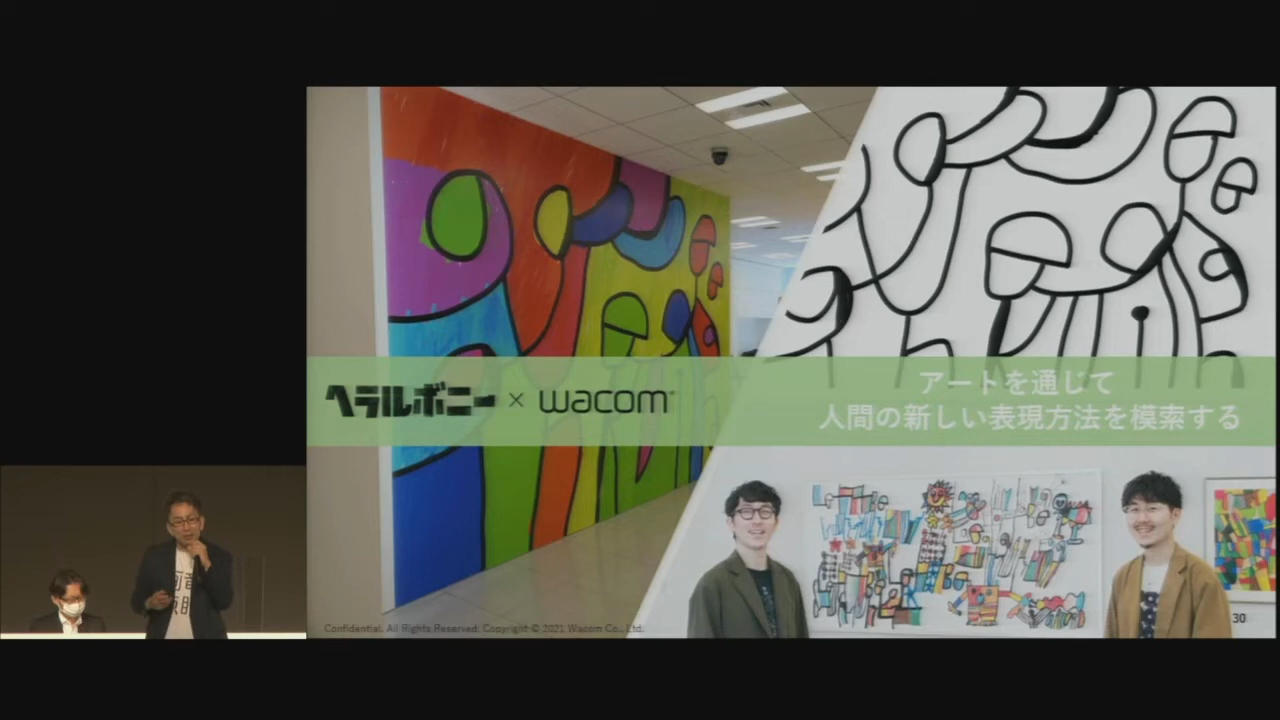 ヘラルボニー × wacom
アートを通じて
人間の新しい表現方法を模索する
Confidential. All Rights Reserved. Copyright © 2021 Wacom Co., Ltd.
30